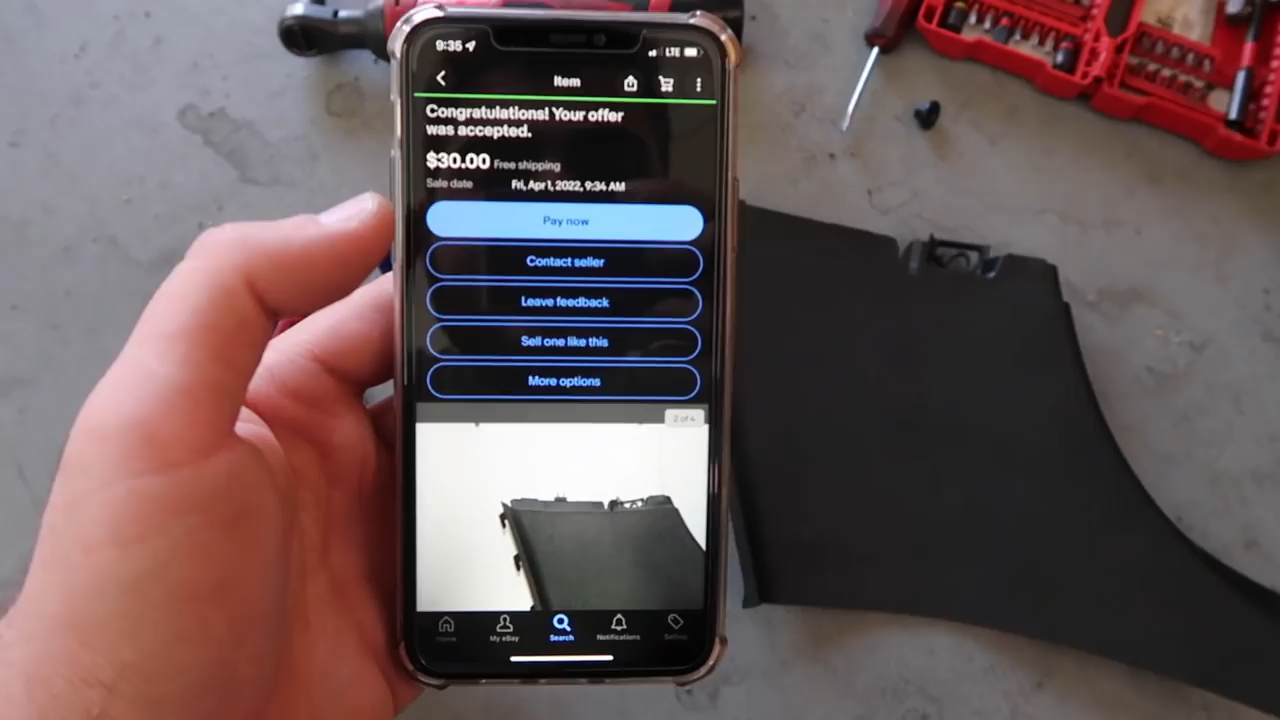 9:35
LTE
Item
Congratulations! Your offer
was accepted.
$30.00 Free shipping
Sale date Fri, Apr 1, 2022, 9:34 AM
Pay now
Contact seller
Leave feedback
Sell one like this
More options
2 of 4
Home My eBay Search Notifications Selling